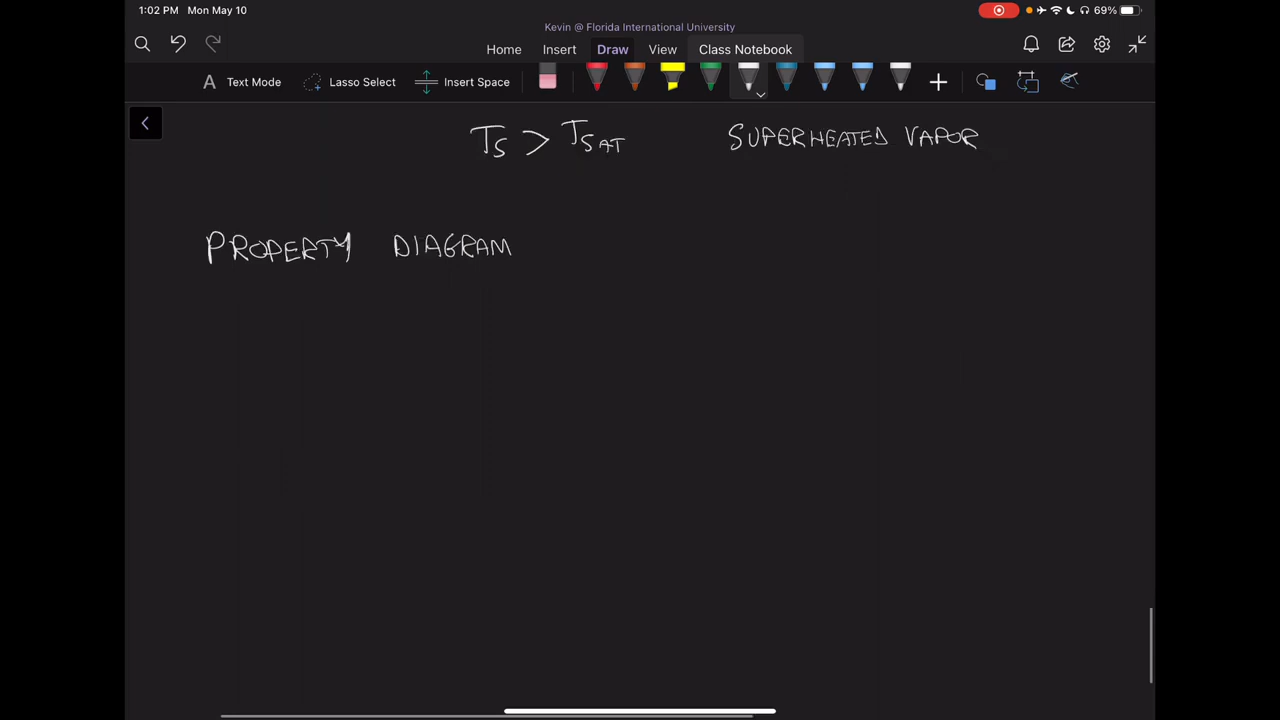 1:02 PM Mon May 10 69%
Kevin @ Florida International University
Home Insert Draw View Class Notebook
A Text Mode Lasso Select Insert Space
T5 > TSAT SUPERHEATED VAPOR
PROPERTY DIAGRAM